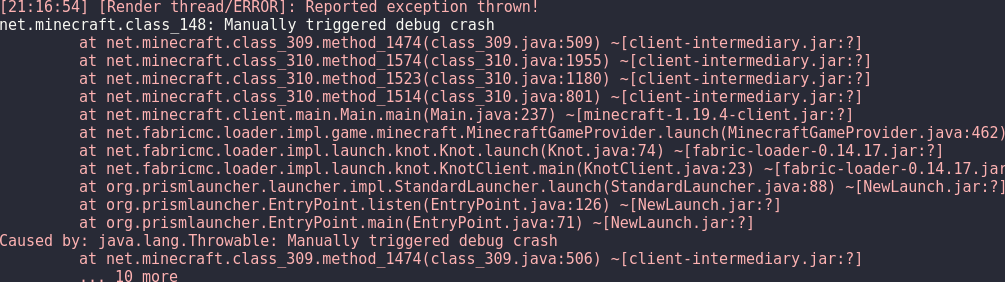 [21:16:54] [Render thread/ERROR]: Reported exception thrown!
net.minecraft.class_148: Manually triggered debug crash
at net.minecraft.class_309.method_1474(class_309.java:509) ~[client-intermediary.jar:?]
at net.minecraft.class_310.method_1574(class_310.java:1955) ~[client-intermediary.jar:?]
at net.minecraft.class_310.method_1523(class_310.java:1180) ~[client-intermediary.jar:?]
at net.minecraft.class_310.method_1514(class_310.java:801) ~[client-intermediary.jar:?]
at net.minecraft.client.main.Main.main(Main.java:237) ~[minecraft-1.19.4-client.jar:?]
at net.fabricmc.loader.impl.game.minecraft.MinecraftGameProvider.launch(MinecraftGameProvider.java:462)
at net.fabricmc.loader.impl.launch.knot.Knot.launch(Knot.java:74) ~[fabric-loader-0.14.17.jar:?]
at net.fabricmc.loader.impl.launch.knot.KnotClient.main(KnotClient.java:23) ~[fabric-loader-0.14.17.jar
at org.prismlauncher.launcher.impl.StandardLauncher.launch(StandardLauncher.java:88) ~[NewLaunch.jar:?]
at org.prismlauncher.EntryPoint.listen(EntryPoint.java:126) ~[NewLaunch.jar:?]
at org.prismlauncher.EntryPoint.main(EntryPoint.java:71) ~[NewLaunch.jar:?]
Caused by: java.lang.Throwable: Manually triggered debug crash
at net.minecraft.class_309.method_1474(class_309.java:506) ~[client-intermediary.jar:?]
... 10 more